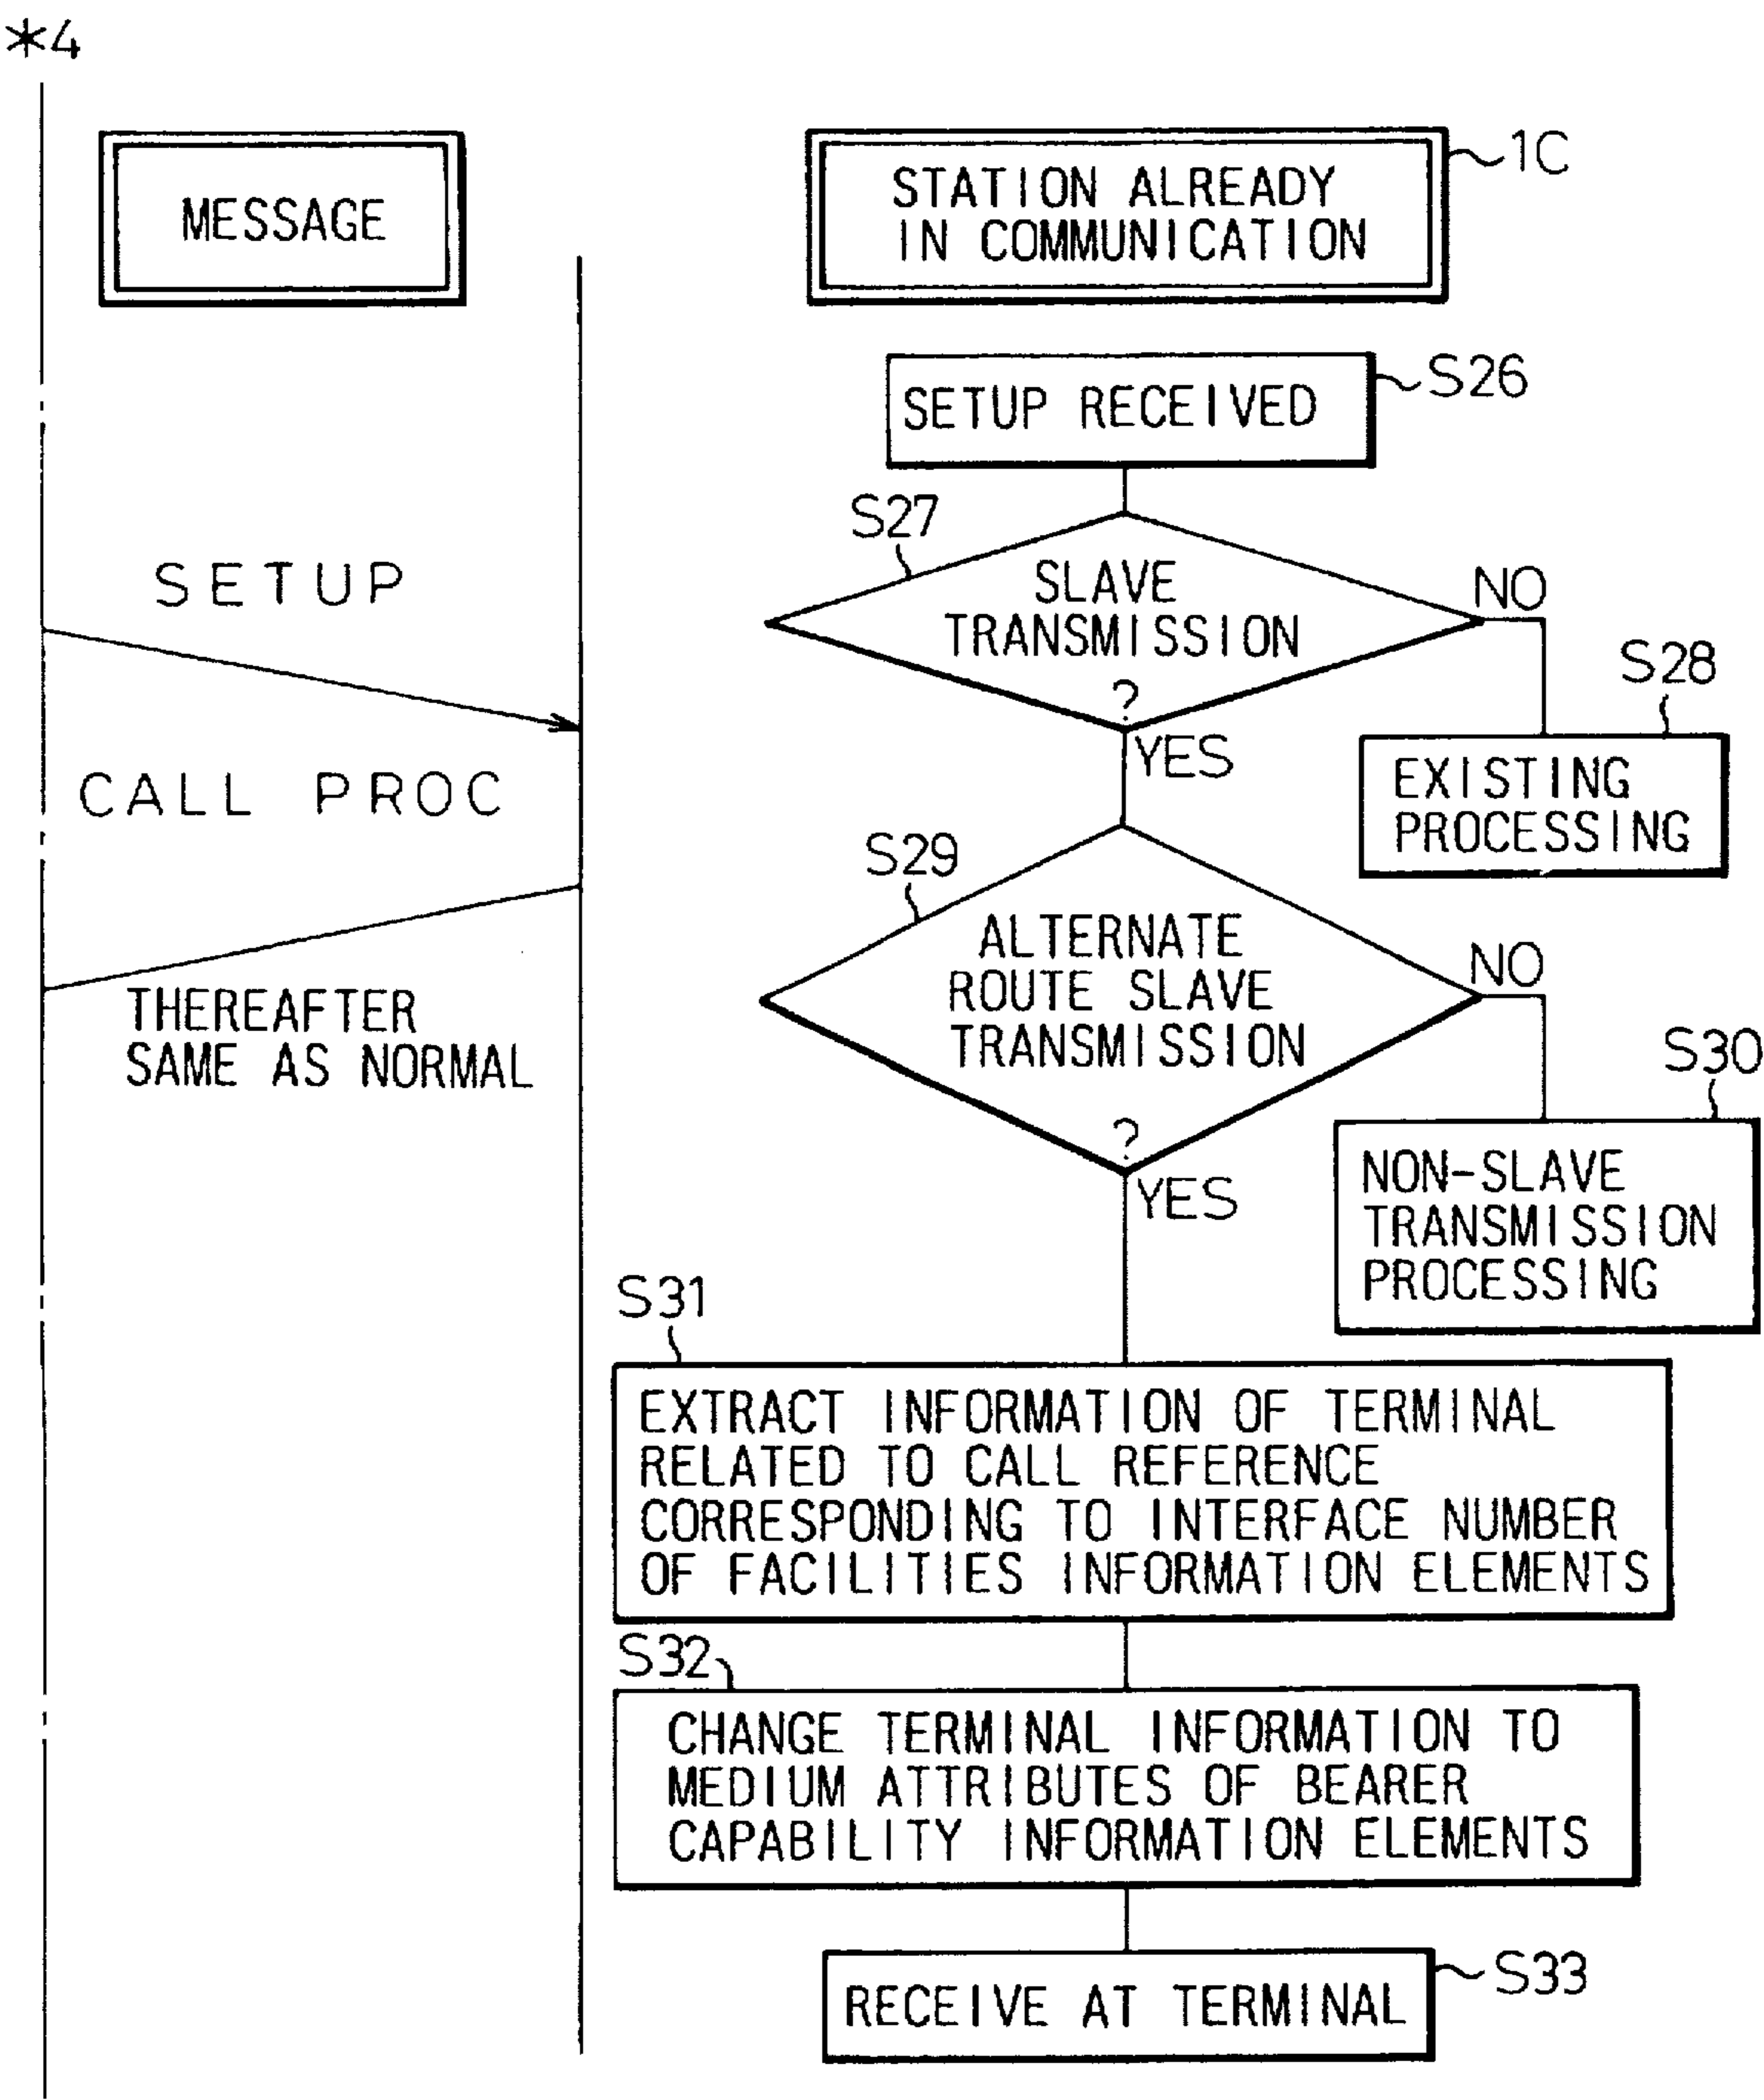 *4
MESSAGE
STATION ALREADY
IN COMMUNICATION
1C
SETUP RECEIVED
S26
S27
SLAVE
TRANSMISSION
?
NO
YES
S28
EXISTING
PROCESSING
SETUP
CALL PROC
THEREAFTER
SAME AS NORMAL
S29
ALTERNATE
ROUTE SLAVE
TRANSMISSION
?
NO
YES
S30
NON-SLAVE
TRANSMISSION
PROCESSING
S31
EXTRACT INFORMATION OF TERMINAL
RELATED TO CALL REFERENCE
CORRESPONDING TO INTERFACE NUMBER
OF FACILITIES INFORMATION ELEMENTS
S32
CHANGE TERMINAL INFORMATION TO
MEDIUM ATTRIBUTES OF BEARER
CAPABILITY INFORMATION ELEMENTS
RECEIVE AT TERMINAL
S33